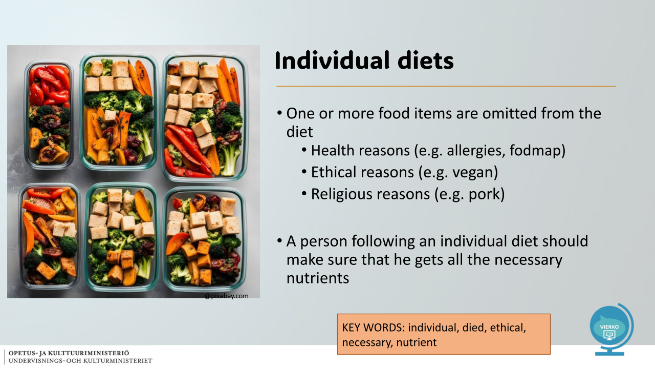 Individual diets
• One or more food items are omitted from the
diet
• Health reasons (e.g. allergies, fodmap)
• Ethical reasons (e.g. vegan)
• Religious reasons (e.g. pork)
• A person following an individual diet should
make sure that he gets all the necessary
nutrients
@pixabay.com
KEY WORDS: individual, died, ethical,
necessary, nutrient
VIERKO
OPETUS- JA KULTTUURIMINISTERIÖ
UNDERVISNINGS- OCH KULTURMINISTERIET